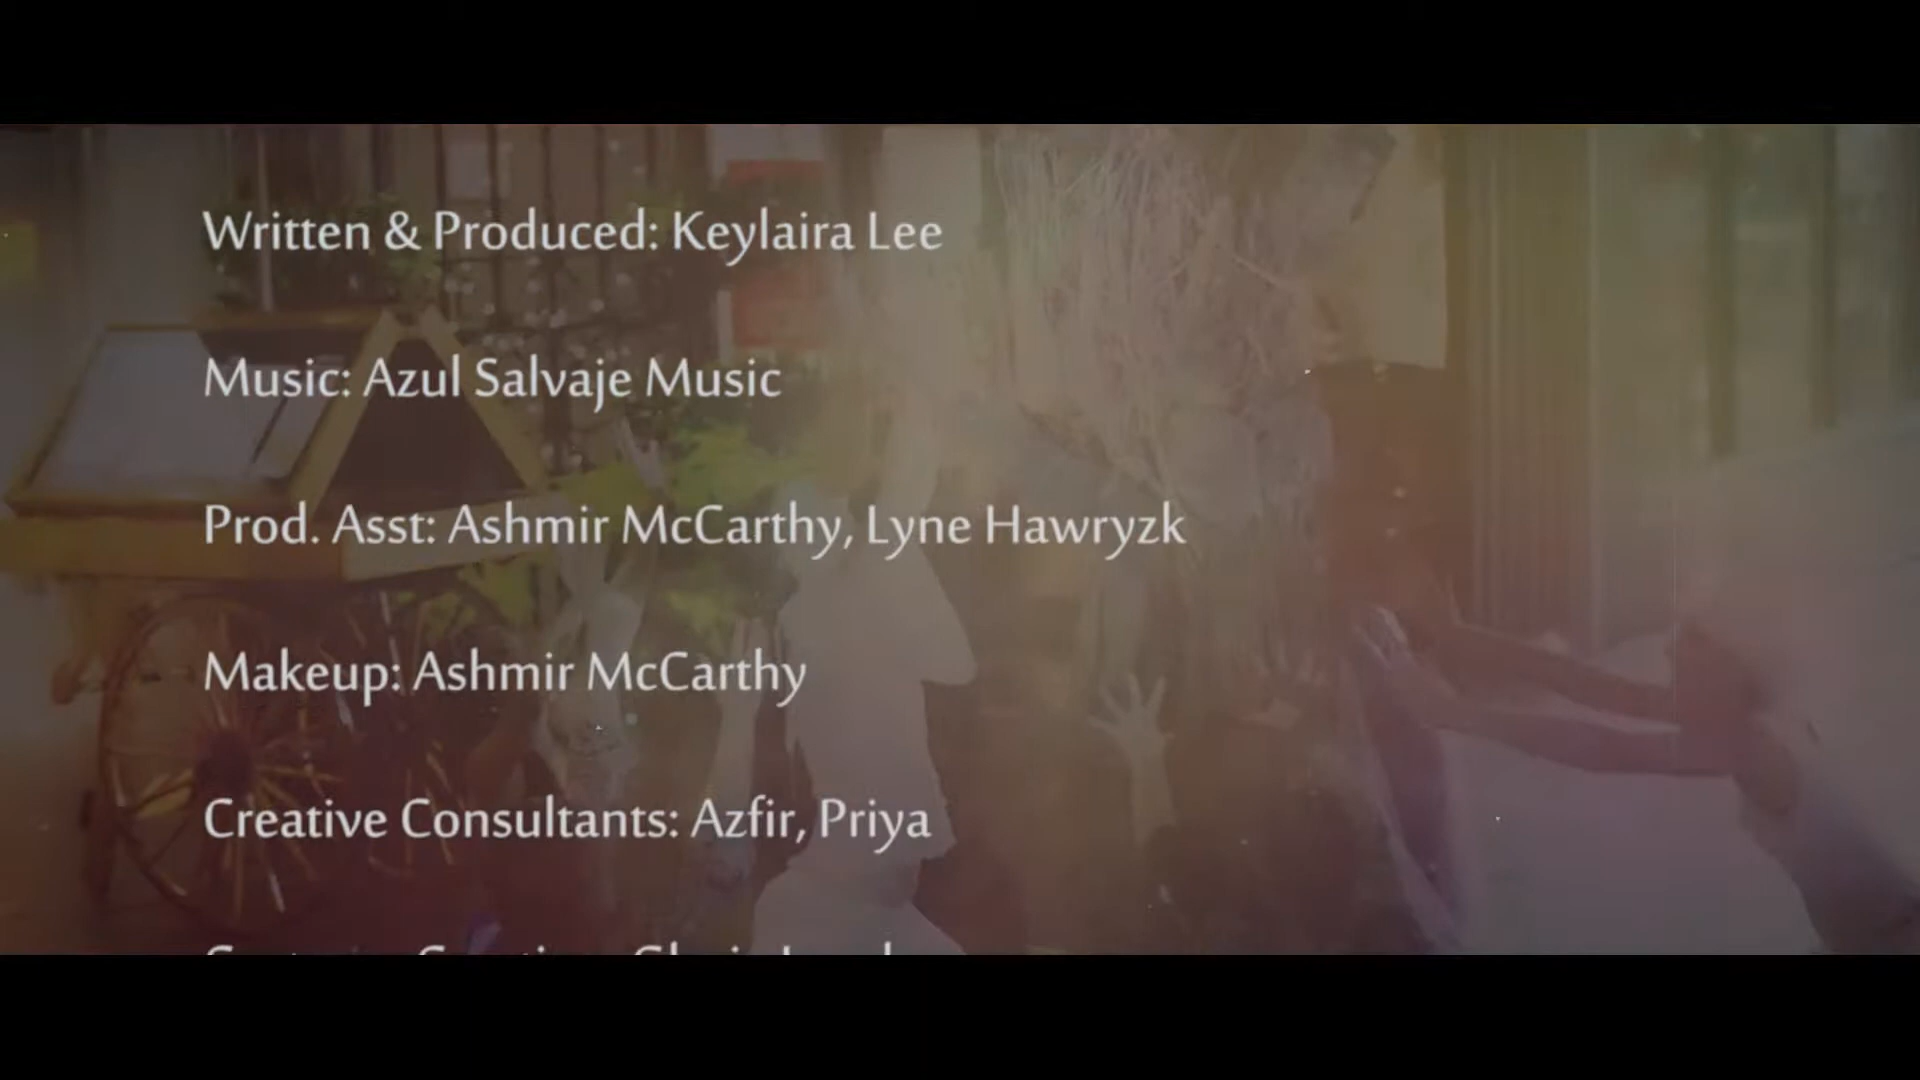 Written & Produced: Keylaira Lee
Music: Azul Salvaje Music
Prod. Asst: Ashmir McCarthy, Lyne Hawryzk
Makeup: Ashmir McCarthy
Creative Consultants: Azfir, Priya